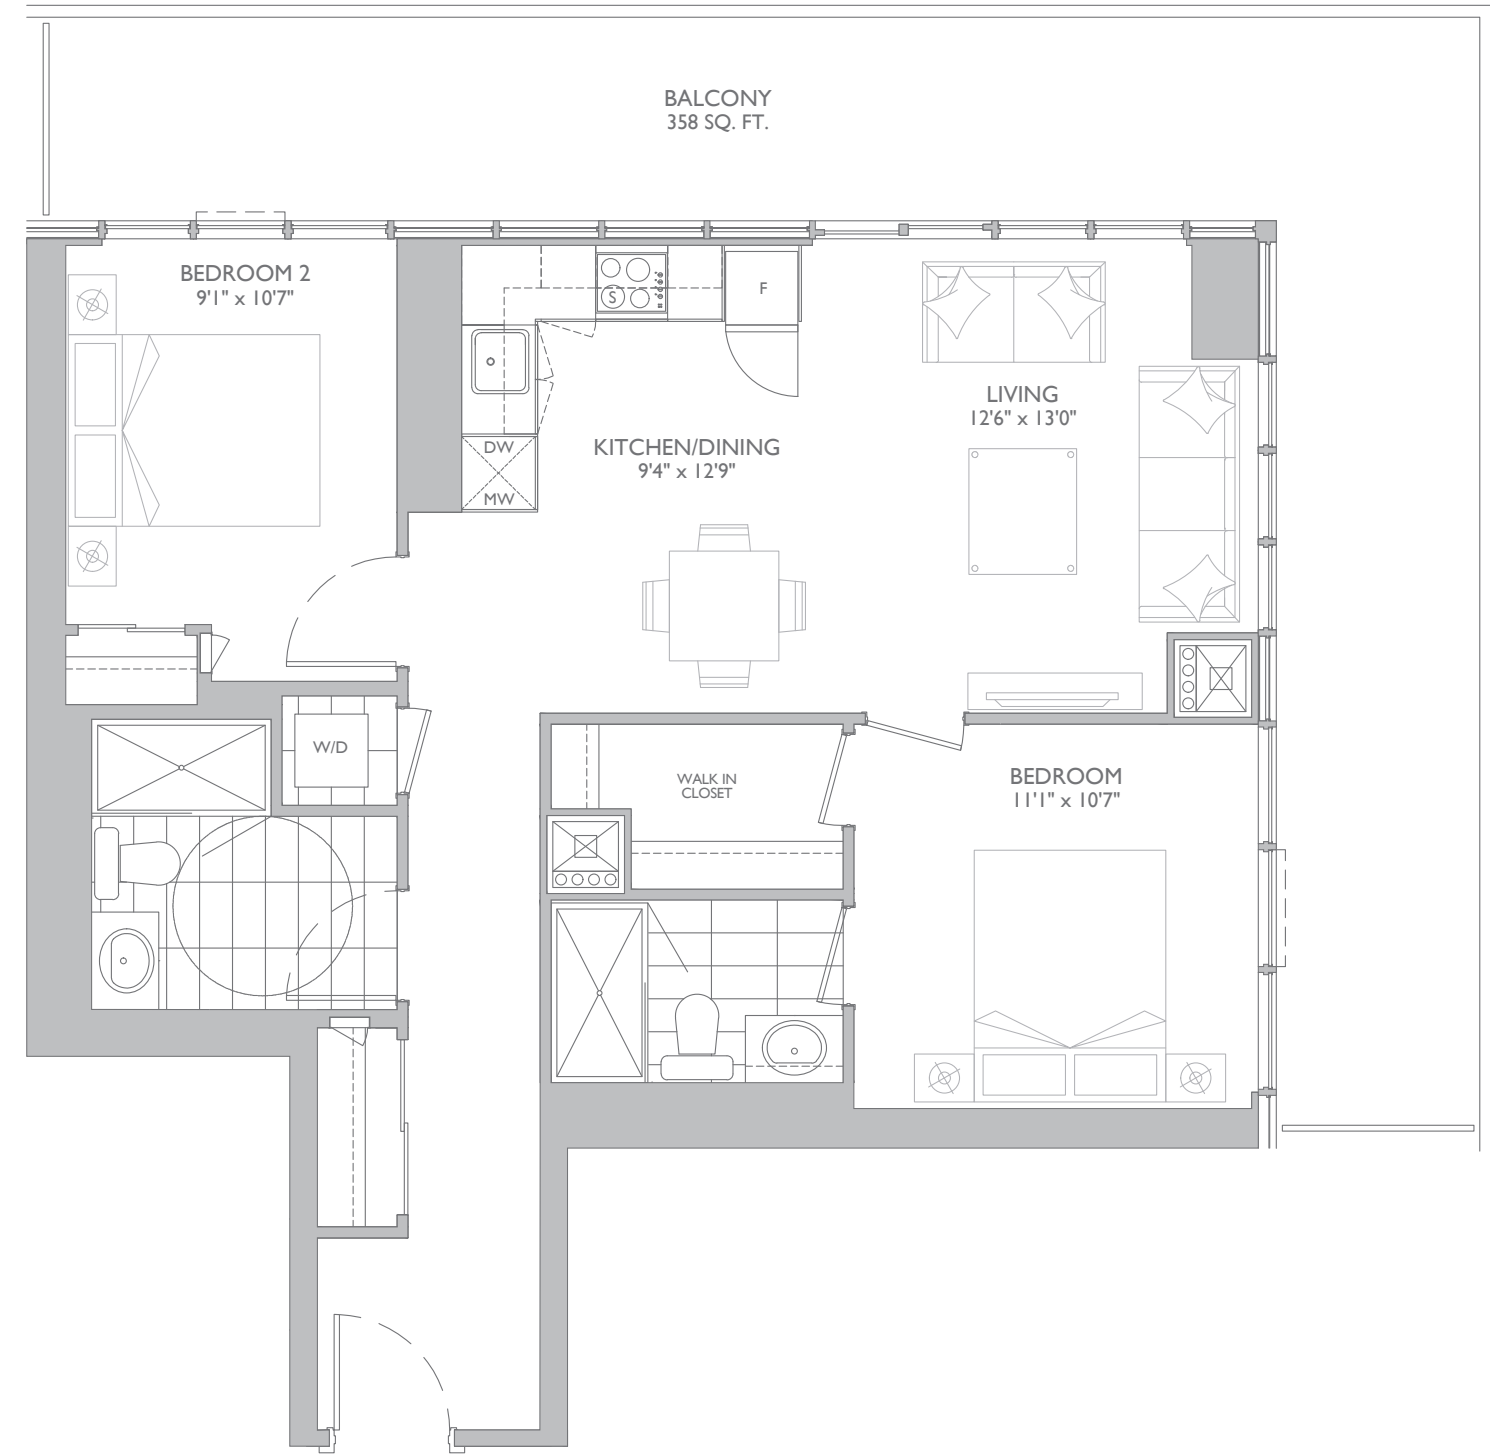 BALCONY
358 SQ. FT.
BEDROOM 2
9'1" x 10'7"
S
F
LIVING
12'6" x 13'0"
DW
MW
KITCHEN/DINING
9'4" x 12'9"
W/D
WALK IN
CLOSET
BEDROOM
11'1" x 10'7"